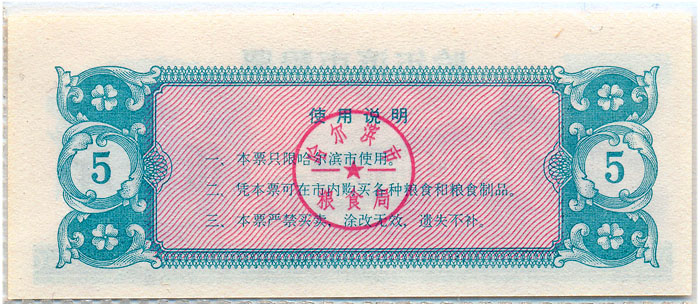 使用说明
一、本票只限哈尔滨市使用。
二、凭本票可在市内购买各种粮食和粮食制品。
三、本票严禁买卖，涂改无效，遗失不补。
哈尔滨市
粮食局
5
5